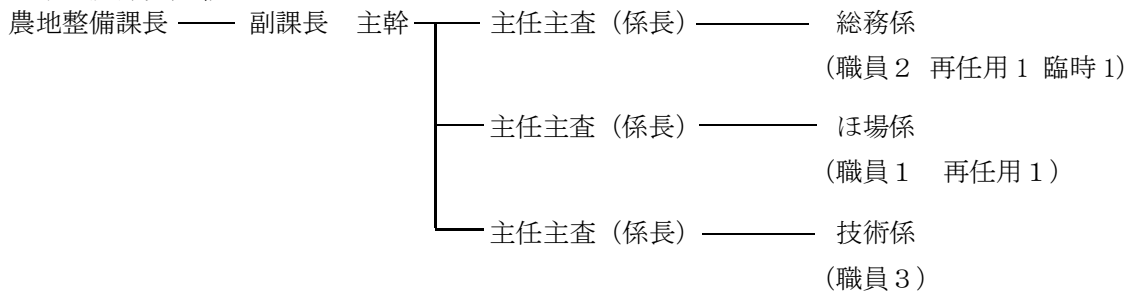 農地整備課長 副課長 主幹 主任主査（係長） 総務係
（職員２ 再任用１ 臨時１）
主任主査（係長） ほ場係
（職員１ 再任用１）
主任主査（係長） 技術係
（職員３）